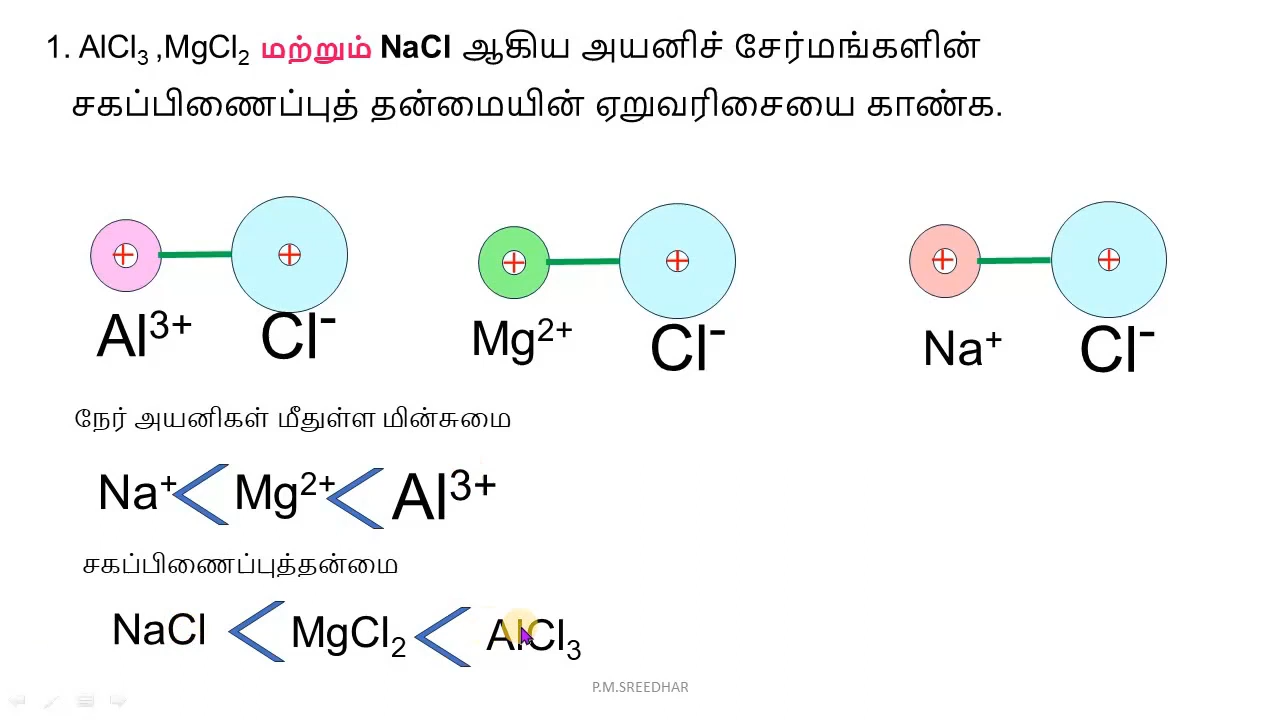 1. AlCl₃ ,MgCl₂ மற்றும் NaCl ஆகிய அயனிச் சேர்மங்களின்
சகப்பிணைப்புத் தன்மையின் ஏறுவரிசையை காண்க.
+ + + + + +
Al³⁺ Cl⁻ Mg²⁺ Cl⁻ Na⁺ Cl⁻
நேர் அயனிகள் மீதுள்ள மின்சுமை
Na⁺ < Mg²⁺ < Al³⁺
சகப்பிணைப்புத்தன்மை
NaCl < MgCl₂ < AlCl₃
P.M.SREEDHAR